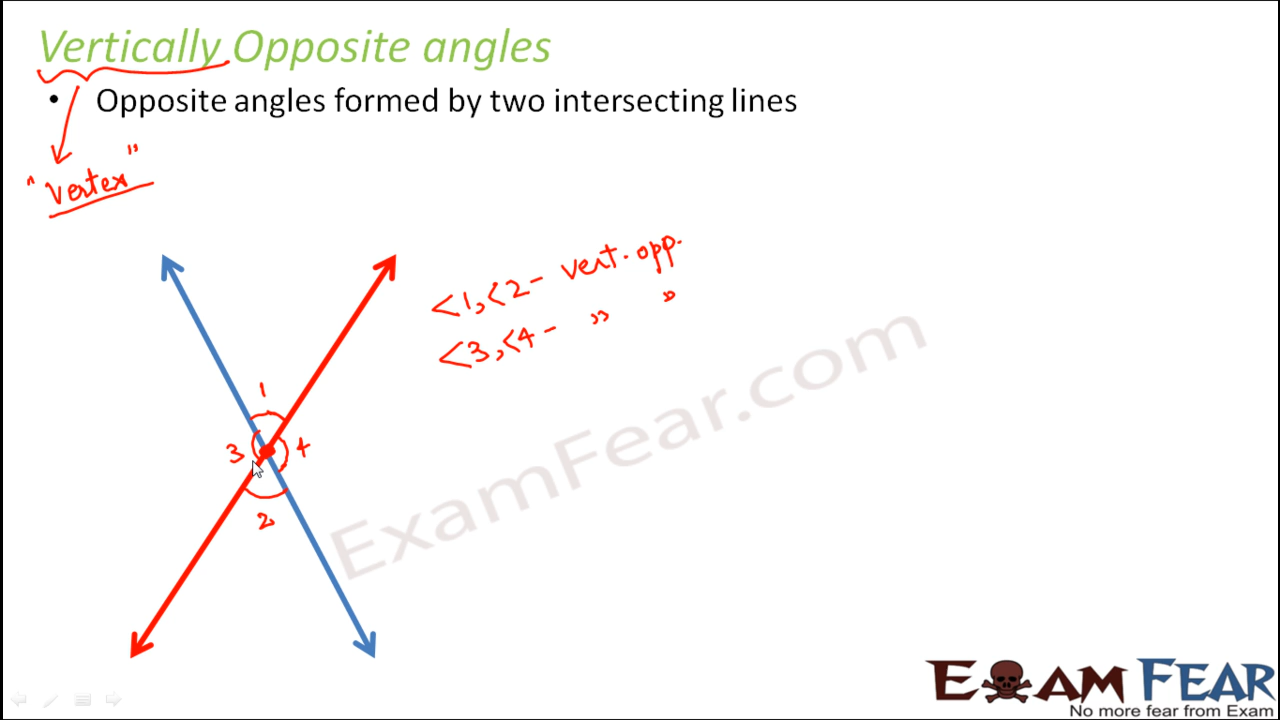 Vertically Opposite angles
• Opposite angles formed by two intersecting lines
"Vertex"
<1, <2 - vert. opp.
<3, <4 - " "
1
3 4
2
ExamFear.com
EXAM FEAR
No more fear from Exam